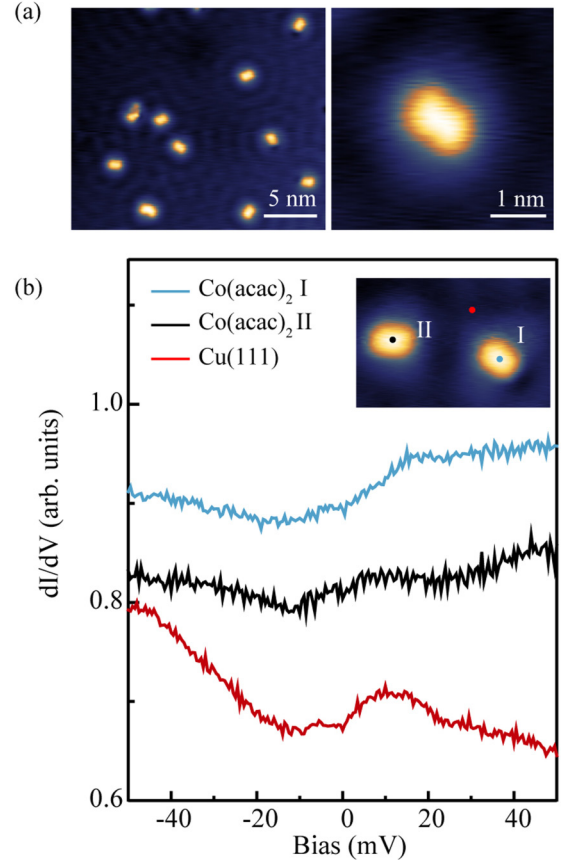 (a)
5 nm
1 nm
(b)
Co(acac)₂ I
Co(acac)₂ II
Cu(111)
II
I
1.0
0.8
0.6
dI/dV (arb. units)
-40
-20
0
20
40
Bias (mV)